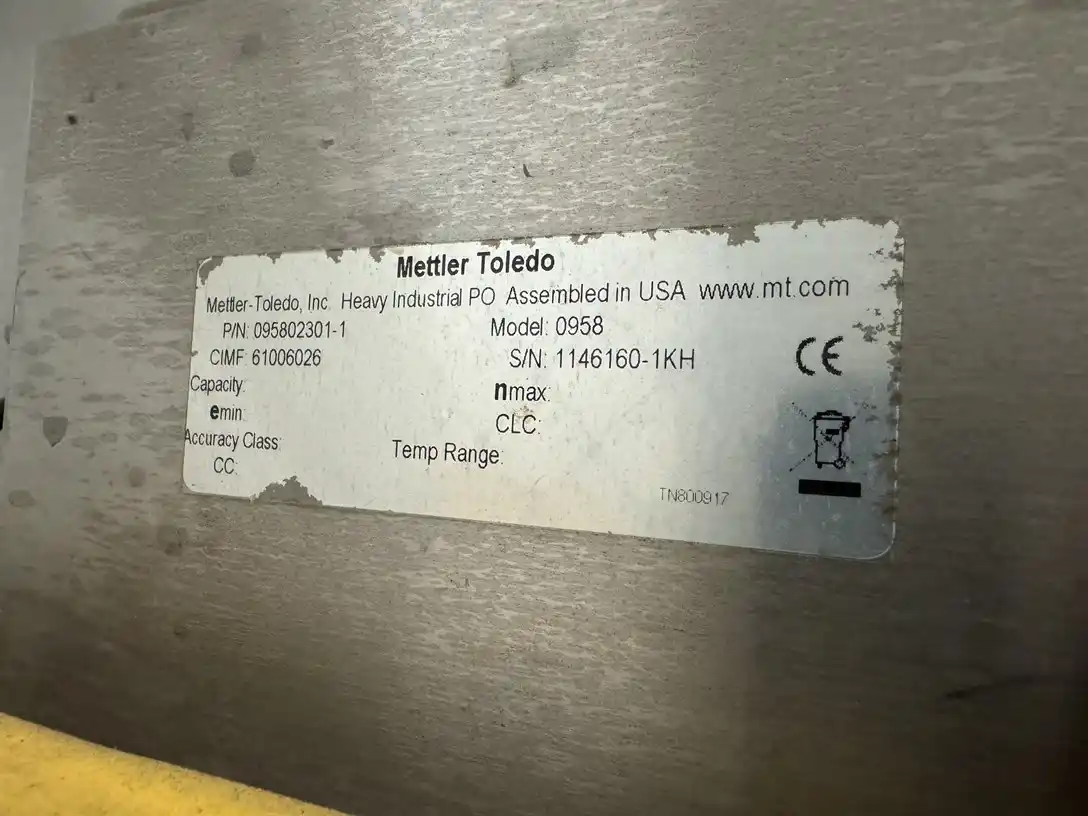 Mettler Toledo
Mettler-Toledo, Inc. Heavy Industrial PO Assembled in USA www.mt.com
P/N: 095802301-1 Model: 0958
CIMF: 61006026 S/N: 1146160-1KH
Capacity: nmax:
emin: CLC:
Accuracy Class: Temp Range:
CC:
CE
TN800917